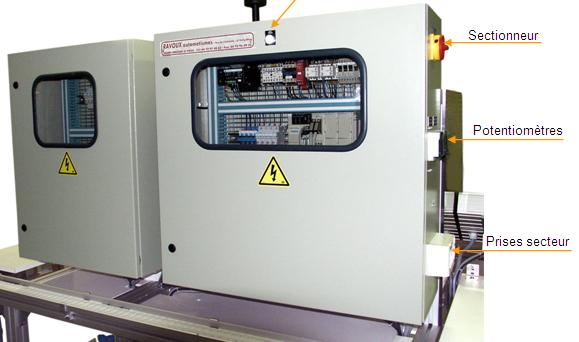 RAVOUX automatismes
Sectionneur
Potentiomètres
Prises secteur